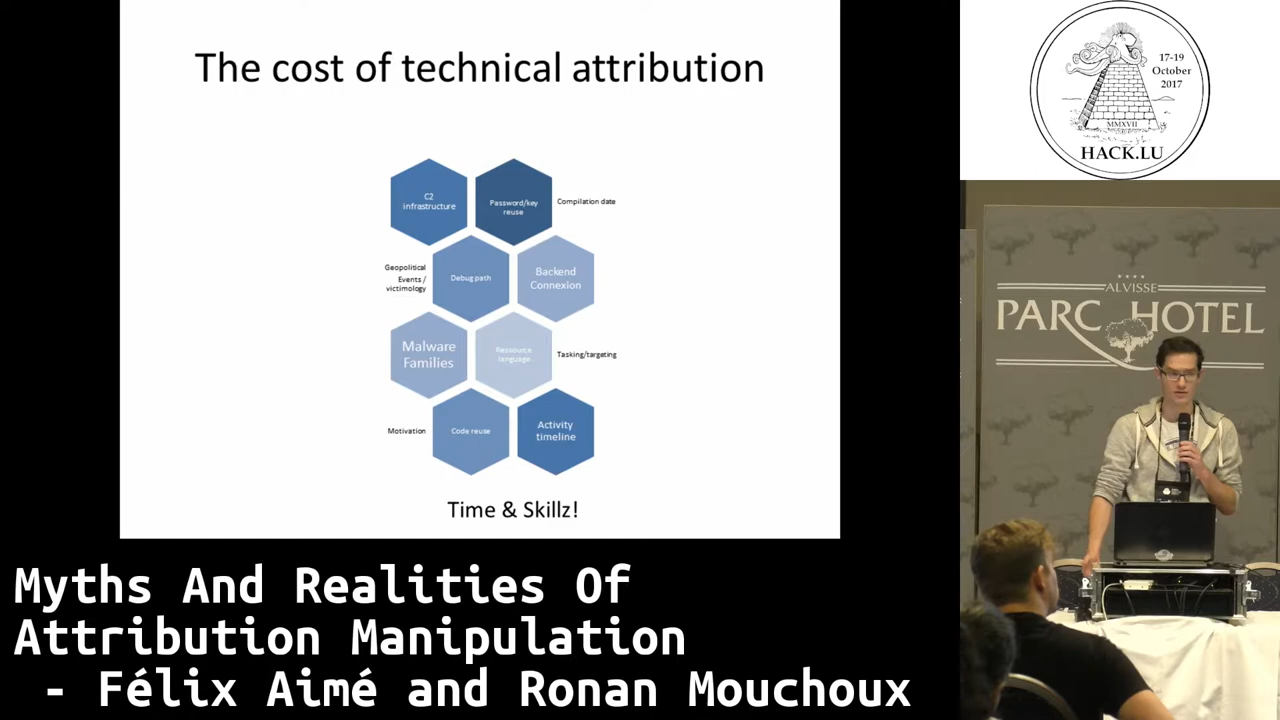 The cost of technical attribution
C2
infrastructure
Password/key
reuse
Compilation date
Geopolitical
Events /
victimology
Debug path
Backend
Connexion
Malware
Families
Ressource
language
Tasking/targeting
Motivation
Code reuse
Activity
timeline
Time & Skillz!
17-19
October
2017
MMXVII
HACK.LU
ALVISSE
PARC HOTEL
Myths And Realities Of
Attribution Manipulation
- Félix Aimé and Ronan Mouchoux